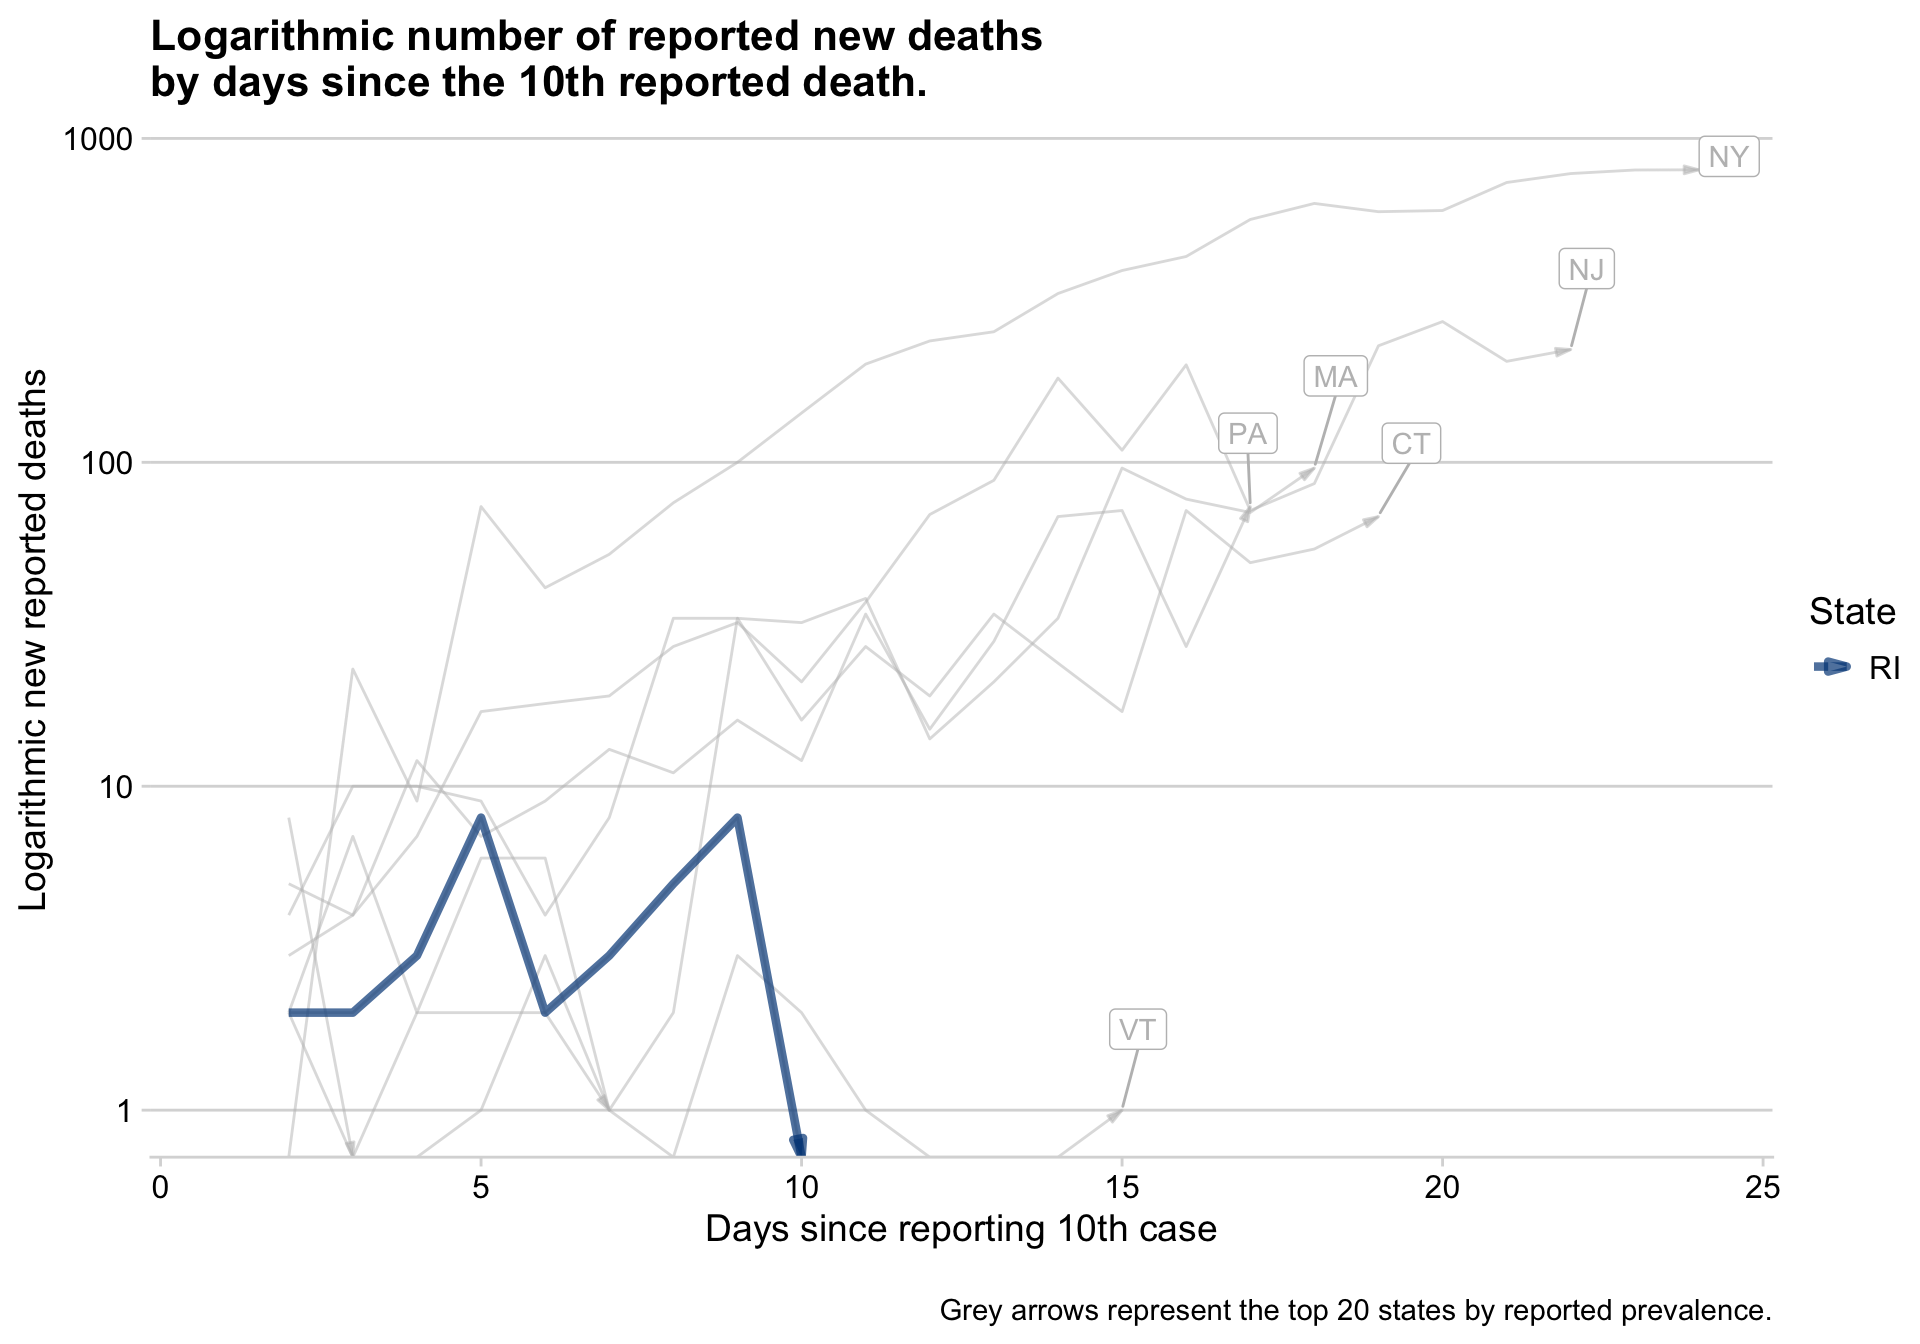 Logarithmic number of reported new deaths
by days since the 10th reported death.
1000
NY
NJ
MA
PA
CT
100
Logarithmic new reported deaths
State
RI
10
VT
1
0 5 10 15 20 25
Days since reporting 10th case
Grey arrows represent the top 20 states by reported prevalence.